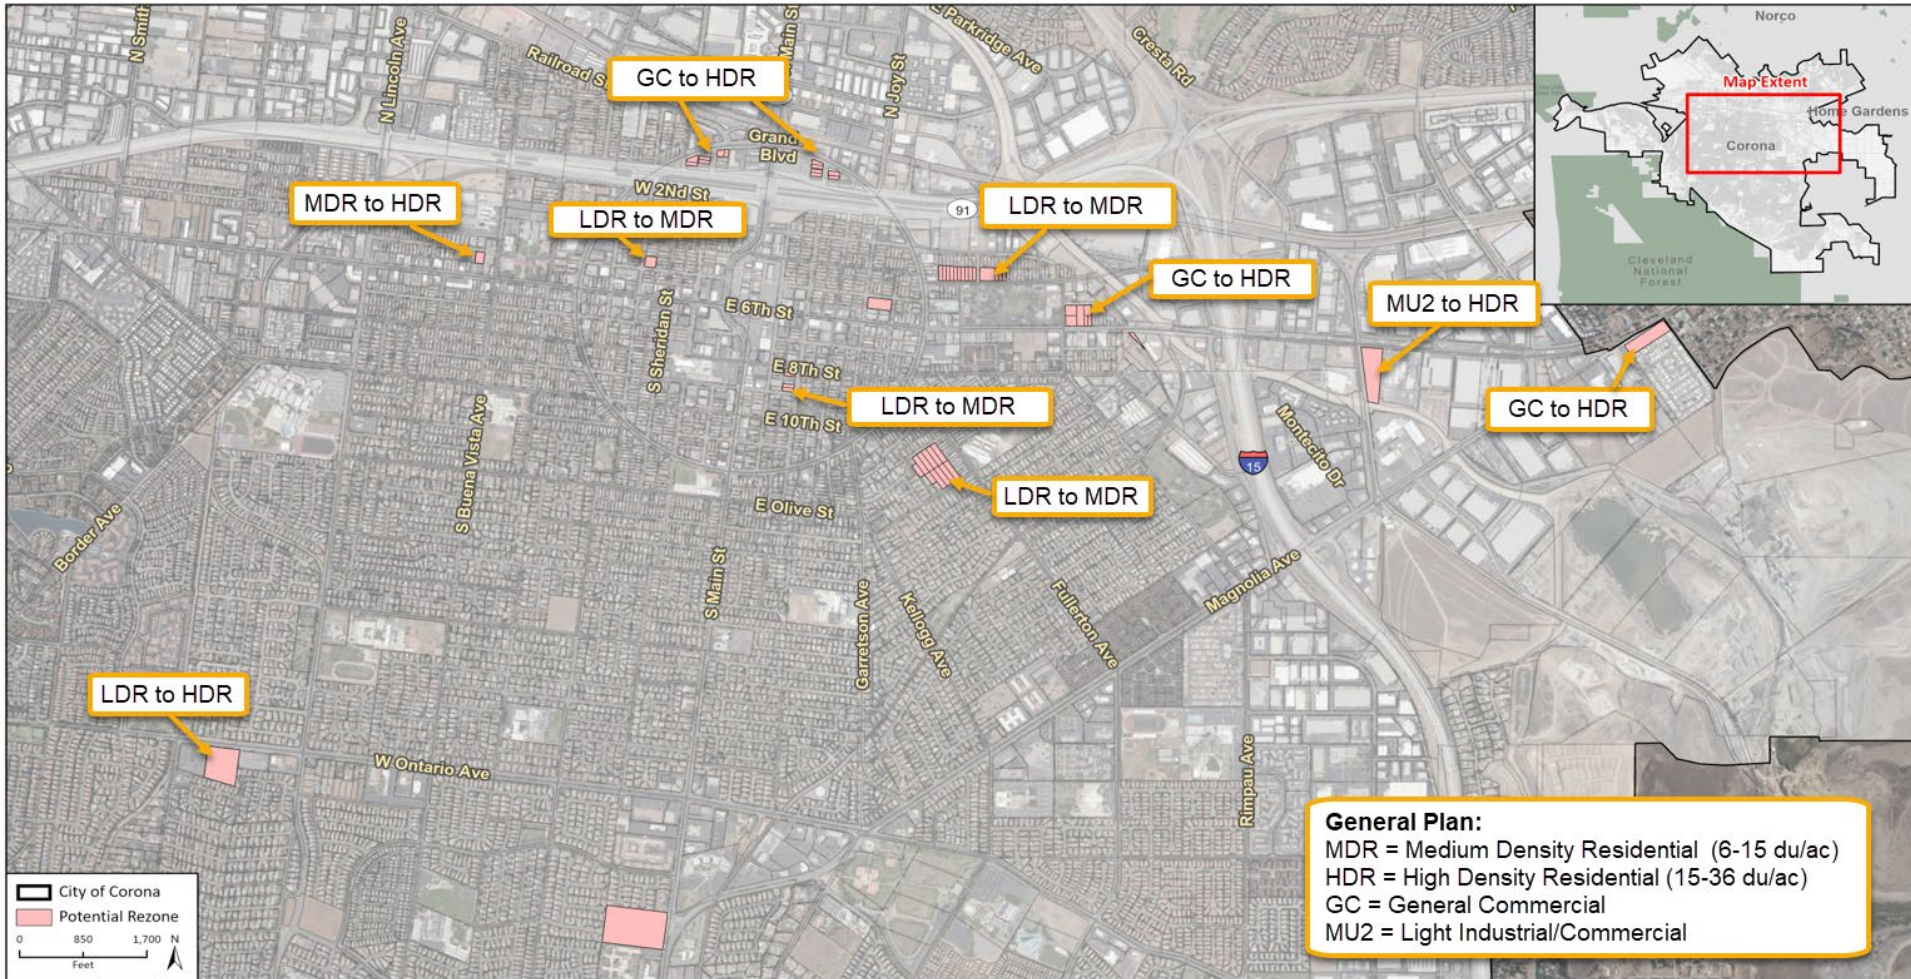 N Smith
N Lincoln Ave
Railroad S
Main St
N Joy St
E Parkridge Ave
Cresta Rd
GC to HDR
Grand
Blvd
W 2Nd St
91
MDR to HDR
LDR to MDR
LDR to MDR
GC to HDR
MU2 to HDR
GC to HDR
E 6Th St
S Sheridan St
E 8Th St
LDR to MDR
E 10Th St
S Buena Vista Ave
LDR to MDR
E Olive St
15
Montecito Dr
Border Ave
S Main St
Garretson Ave
Kellogg Ave
Fullerton Ave
Magnolia Ave
LDR to HDR
W Ontario Ave
Rimpau Ave
Norco
Map Extent
Home Gardens
Corona
Cleveland
National
Forest
City of Corona
Potential Rezone
0 850 1,700 N
Feet
General Plan:
MDR = Medium Density Residential (6-15 du/ac)
HDR = High Density Residential (15-36 du/ac)
GC = General Commercial
MU2 = Light Industrial/Commercial